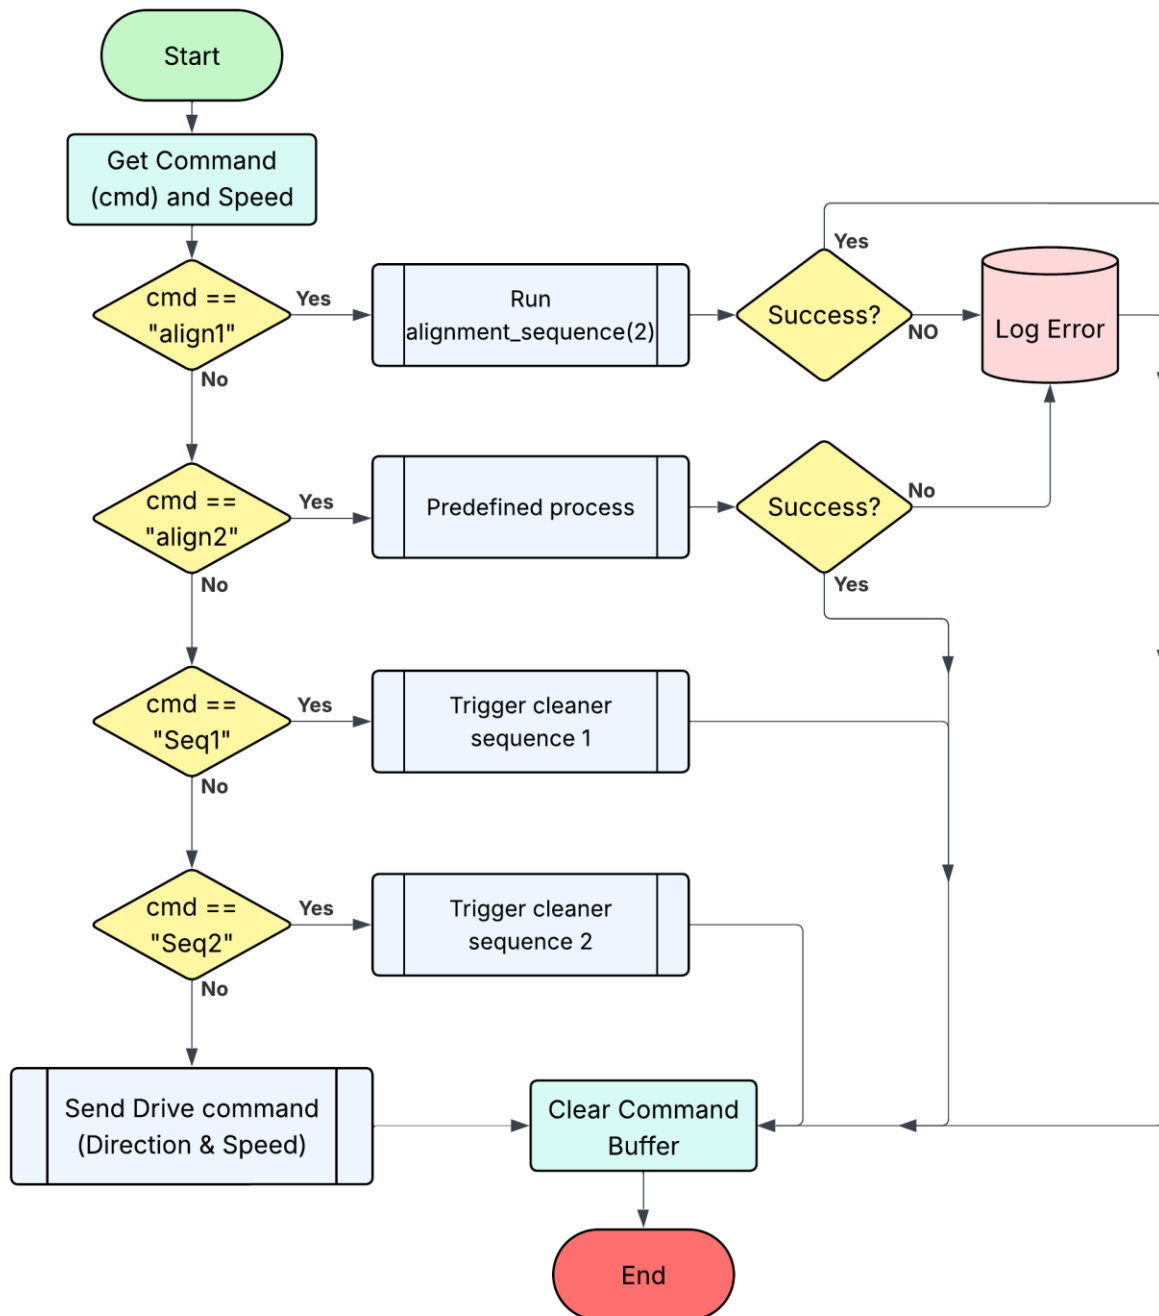 Start
Get Command
(cmd) and Speed
cmd ==
"align1"
Yes
No
Run
alignment_sequence(2)
Success?
Yes
NO
Log Error
cmd ==
"align2"
Yes
No
Predefined process
Success?
No
Yes
cmd ==
"Seq1"
Yes
No
Trigger cleaner
sequence 1
cmd ==
"Seq2"
Yes
No
Trigger cleaner
sequence 2
Send Drive command
(Direction & Speed)
Clear Command
Buffer
End